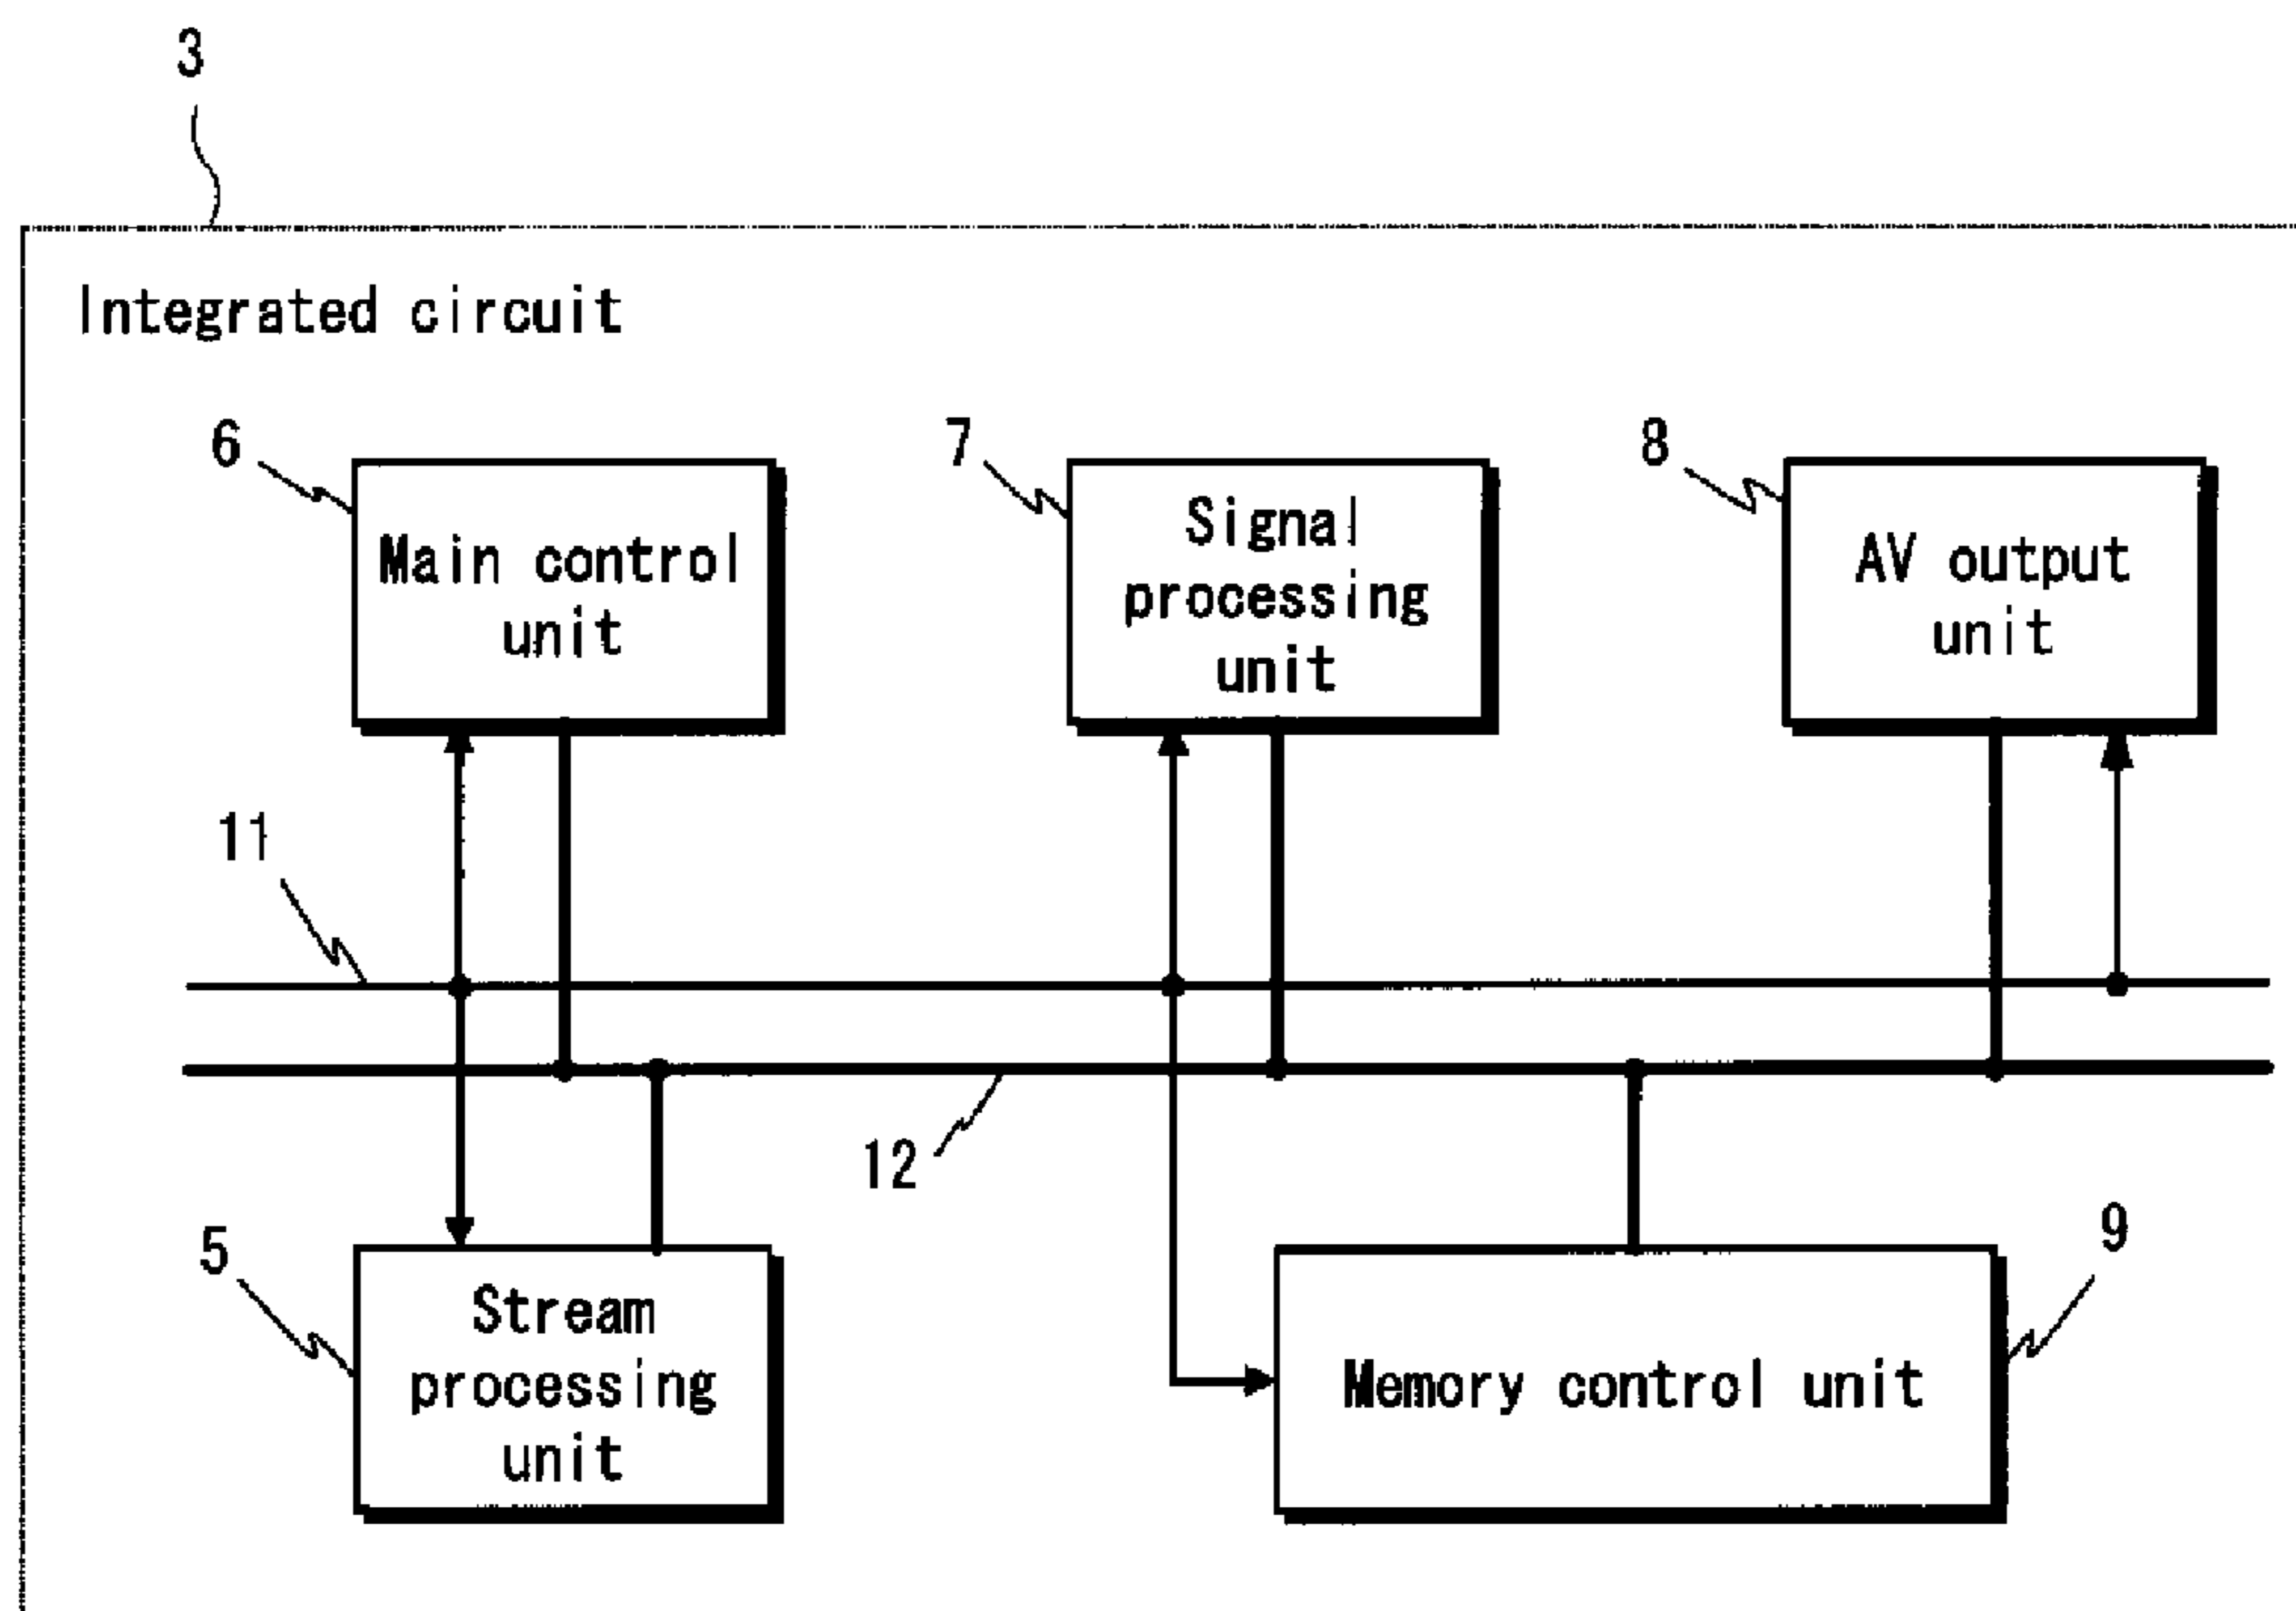 3
Integrated circuit
6
Main control
unit
7
Signal
processing
unit
8
AV output
unit
11
12
5
Stream
processing
unit
9
Memory control unit